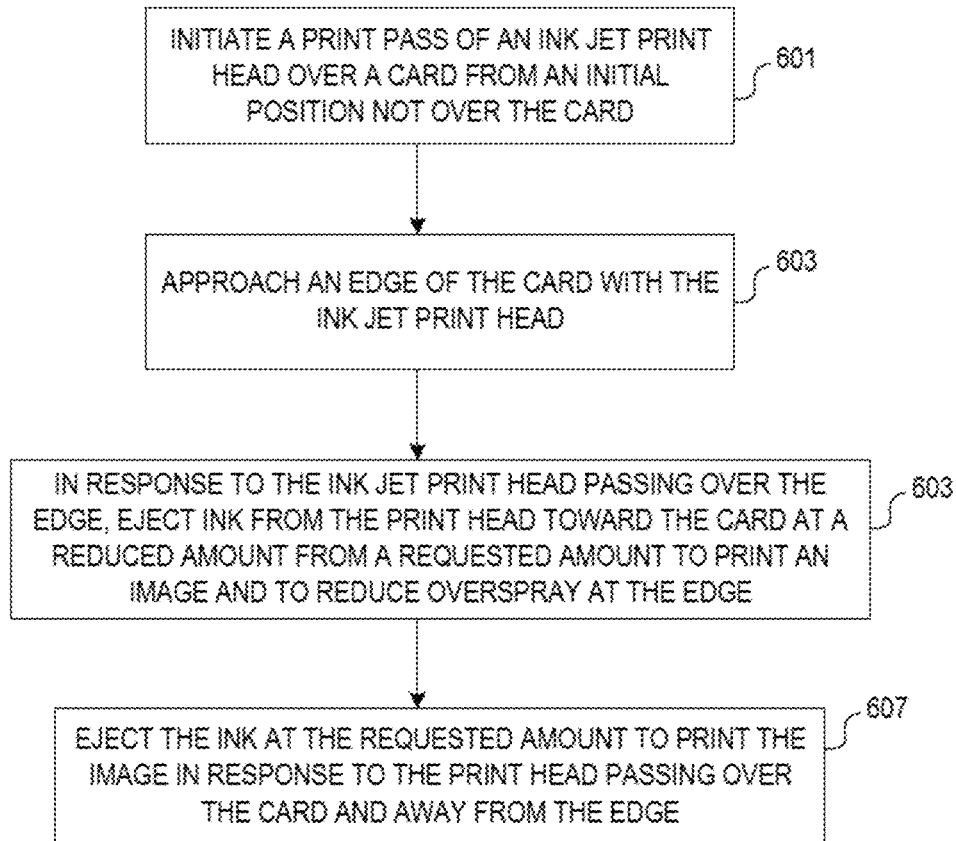 INITIATE A PRINT PASS OF AN INK JET PRINT
HEAD OVER A CARD FROM AN INITIAL
POSITION NOT OVER THE CARD
601
APPROACH AN EDGE OF THE CARD WITH THE
INK JET PRINT HEAD
603
IN RESPONSE TO THE INK JET PRINT HEAD PASSING OVER THE
EDGE, EJECT INK FROM THE PRINT HEAD TOWARD THE CARD AT A
REDUCED AMOUNT FROM A REQUESTED AMOUNT TO PRINT AN
IMAGE AND TO REDUCE OVERSPRAY AT THE EDGE
603
EJECT THE INK AT THE REQUESTED AMOUNT TO PRINT THE
IMAGE IN RESPONSE TO THE PRINT HEAD PASSING OVER
THE CARD AND AWAY FROM THE EDGE
607